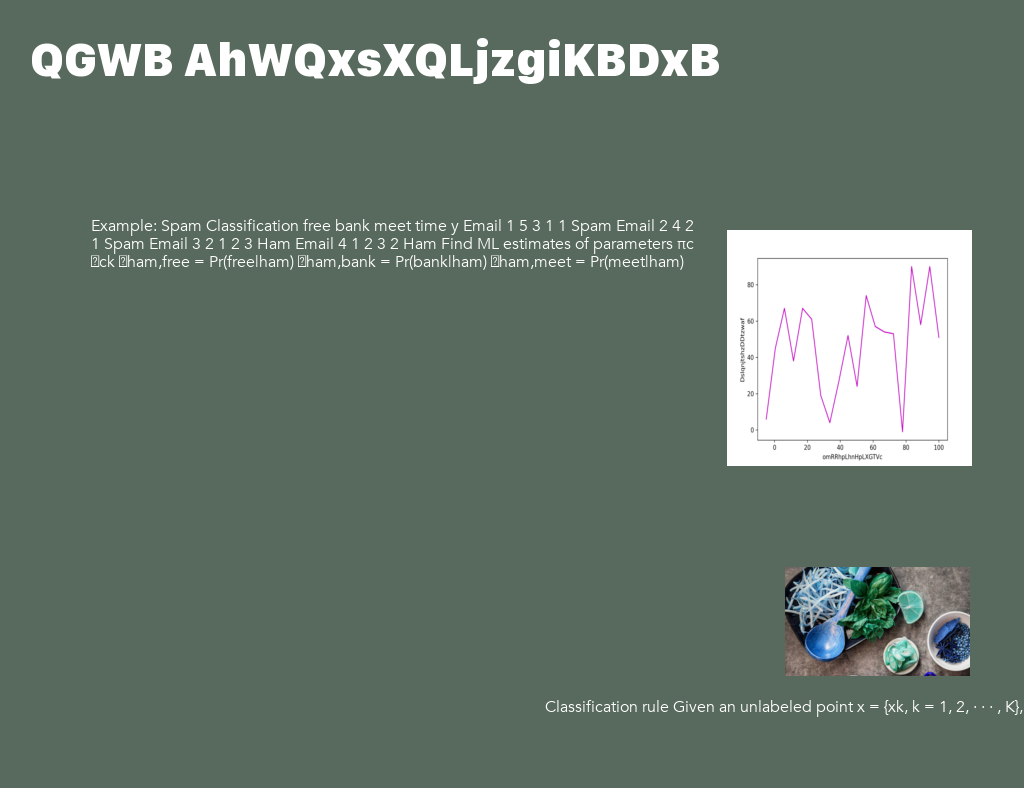 QGWB AhWQxsXQLjzgiKBDxB
Example: Spam Classification free bank meet time y Email 1 5 3 1 1 Spam Email 2 4 2
1 Spam Email 3 2 1 2 3 Ham Email 4 1 2 3 2 Ham Find ML estimates of parameters πc
ck ham,free = Pr(free|ham) ham,bank = Pr(bank|ham) ham,meet = Pr(meet|ham)
80
60
40
20
0
0 20 40 60 80 100
omRRhpLhnHpLXGTVc
Classification rule Given an unlabeled point x = {xk, k = 1, 2, · · · , K},